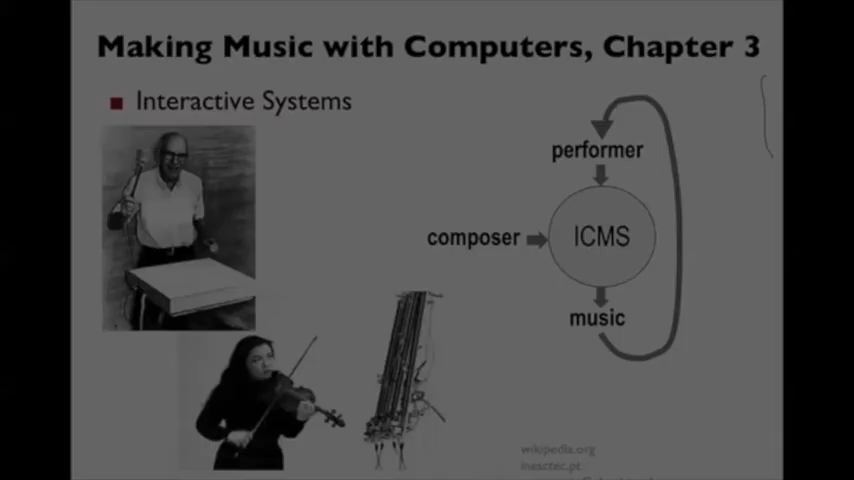 Making Music with Computers, Chapter 3
Interactive Systems
performer
composer
ICMS
music
wikipedia.org
inesctec.pt